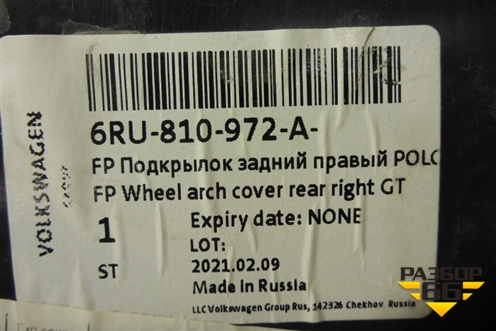 VOLKSWAGEN
6RU-810-972-A-
FP Подкрылок задний правый POLO
FP Wheel arch cover rear right GT
1
Expiry date: NONE
LOT:
ST
2021.02.09
Made in Russia
LLC Volkswagen Group Rus, 142326 Chekhov Russia
РАЗБОР
66